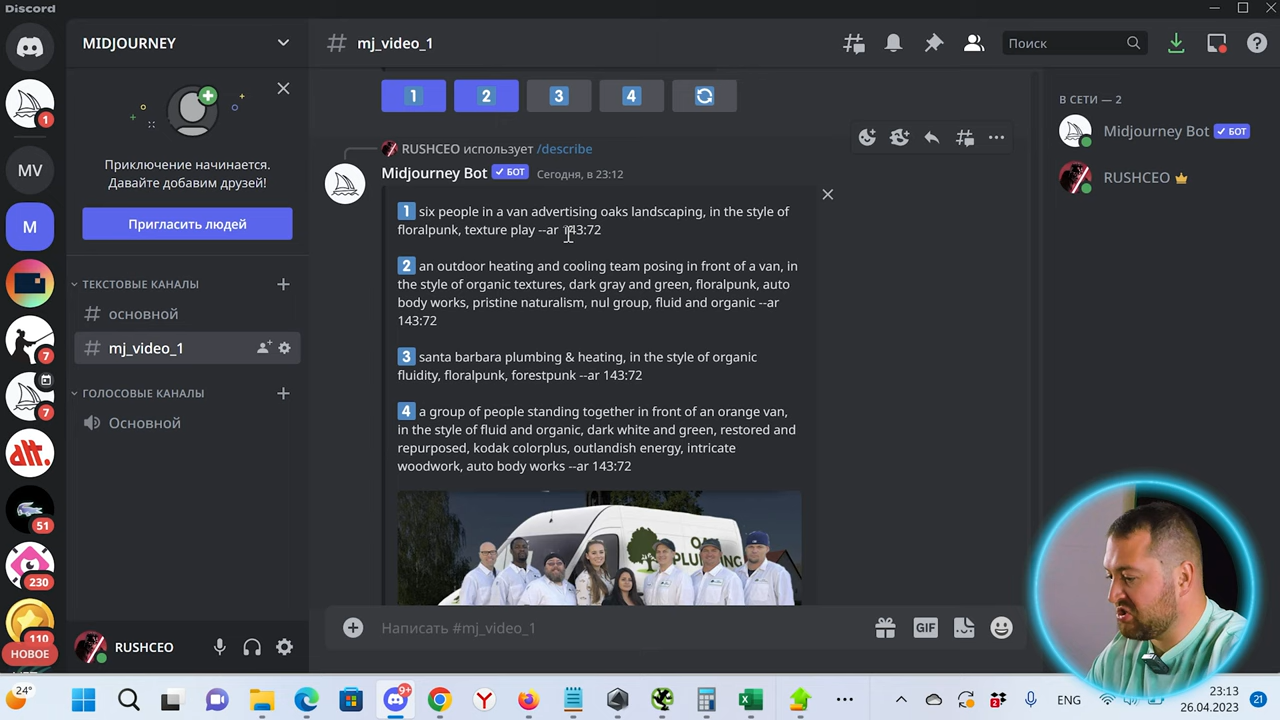 Discord
MIDJOURNEY
mj_video_1
Поиск
1 2 3 4
Приключение начинается.
Давайте добавим друзей!
Пригласить людей
ТЕКСТОВЫЕ КАНАЛЫ
основной
mj_video_1
ГОЛОСОВЫЕ КАНАЛЫ
Основной
1
MV
M
7
7
51
230
110
НОВОЕ
RUSHCEO
RUSHCEO использует /describe
Midjourney Bot БОТ Сегодня, в 23:12
1 six people in a van advertising oaks landscaping, in the style of
floralpunk, texture play --ar 143:72
2 an outdoor heating and cooling team posing in front of a van, in
the style of organic textures, dark gray and green, floralpunk, auto
body works, pristine naturalism, nul group, fluid and organic --ar
143:72
3 santa barbara plumbing & heating, in the style of organic
fluidity, floralpunk, forestpunk --ar 143:72
4 a group of people standing together in front of an orange van,
in the style of fluid and organic, dark white and green, restored and
repurposed, kodak colorplus, outlandish energy, intricate
woodwork, auto body works --ar 143:72
Написать #mj_video_1
GIF
В СЕТИ — 2
Midjourney Bot БОТ
RUSHCEO
24°
9+
ENG
23:13
26.04.2023
21